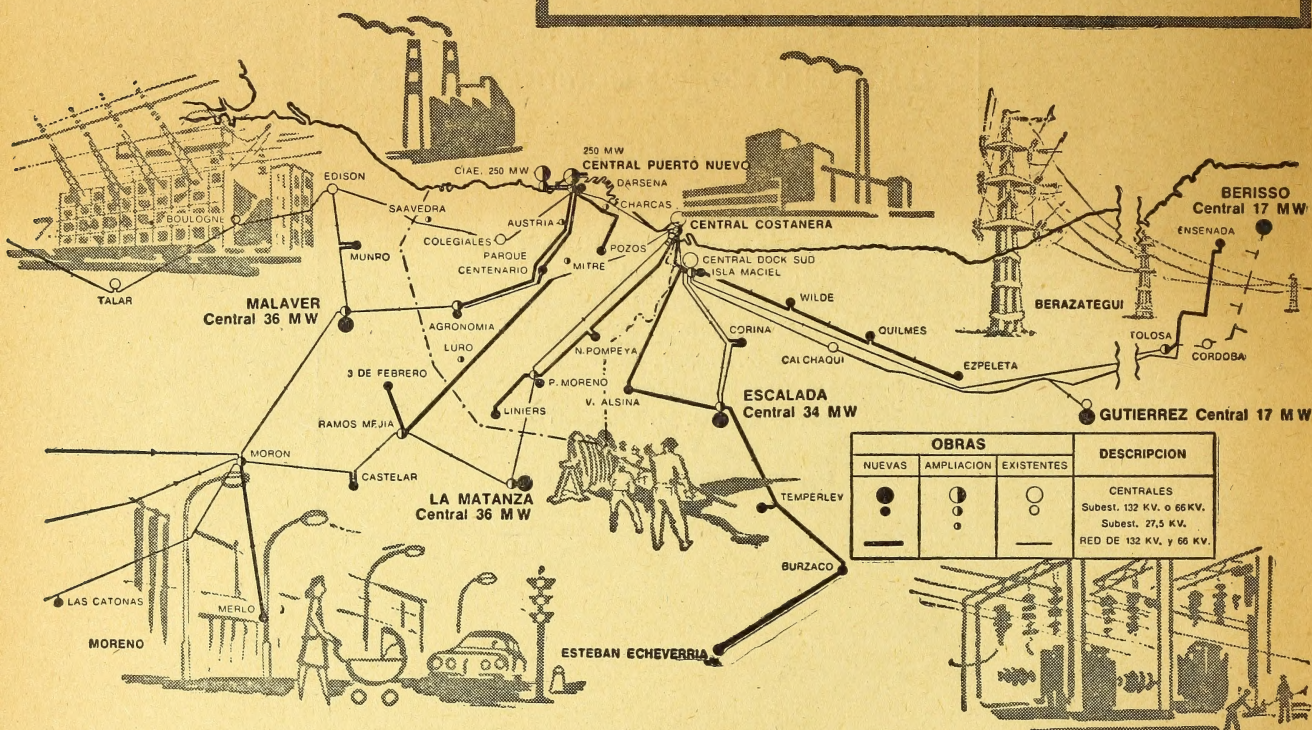 250 MW
CENTRAL PUERTO NUEVO
CIAE. 250 MW
DARSENA
EDISON
CHARCAS
SAAVEDRA
BOULOGNE
AUSTRIA
CENTRAL COSTANERA
BERISSO
Central 17 MW
ENSENADA
COLEGIALES
MUNRO
PARQUE
CENTENARIO
MITRE
POZOS
CENTRAL DOCK SUD
ISLA MACIEL
TALAR
MALAVER
Central 36 MW
AGRONOMIA
WILDE
BERAZATEGUI
CORINA
QUILMES
TOLOSA
CORDOBA
LURO
N. POMPEYA
CALCHAQUI
EZPELETA
3 DE FEBRERO
P. MORENO
V. ALSINA
ESCALADA
Central 34 MW
GUTIERREZ Central 17 MW
LINIERS
RAMOS MEJIA
MORON
CASTELAR
LA MATANZA
Central 36 MW
TEMPERLEY
OBRAS
DESCRIPCION
NUEVAS
AMPLIACION
EXISTENTES
CENTRALES
Subest. 132 KV. o 66 KV.
Subest. 27,5 KV.
RED DE 132 KV. y 66 KV.
BURZACO
LAS CATONAS
MERLO
MORENO
ESTEBAN ECHEVERRIA